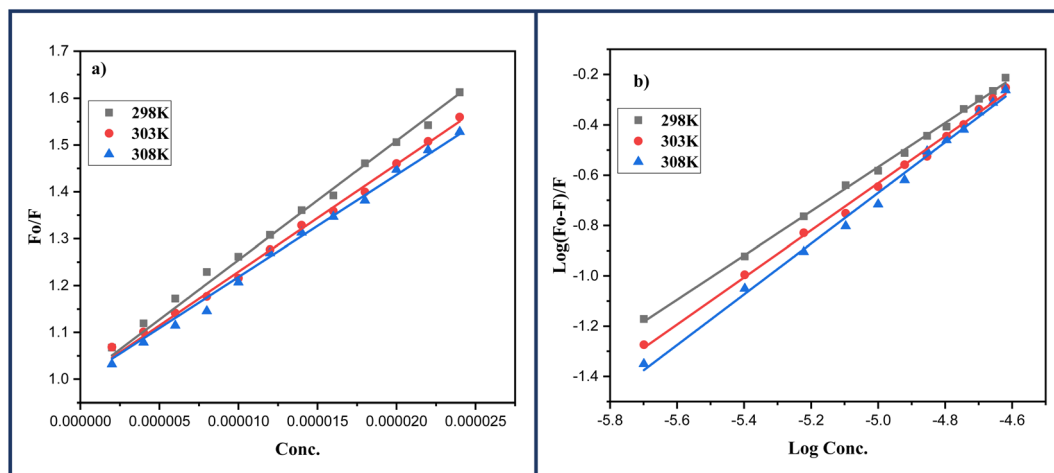 a)
298K
303K
308K
Fo/F
1.7
1.6
1.5
1.4
1.3
1.2
1.1
1.0
0.000000
0.000005
0.000010
0.000015
0.000020
0.000025
Conc.
b)
298K
303K
308K
Log(Fo-F)/F
-0.2
-0.4
-0.6
-0.8
-1.0
-1.2
-1.4
-5.8
-5.6
-5.4
-5.2
-5.0
-4.8
-4.6
Log Conc.